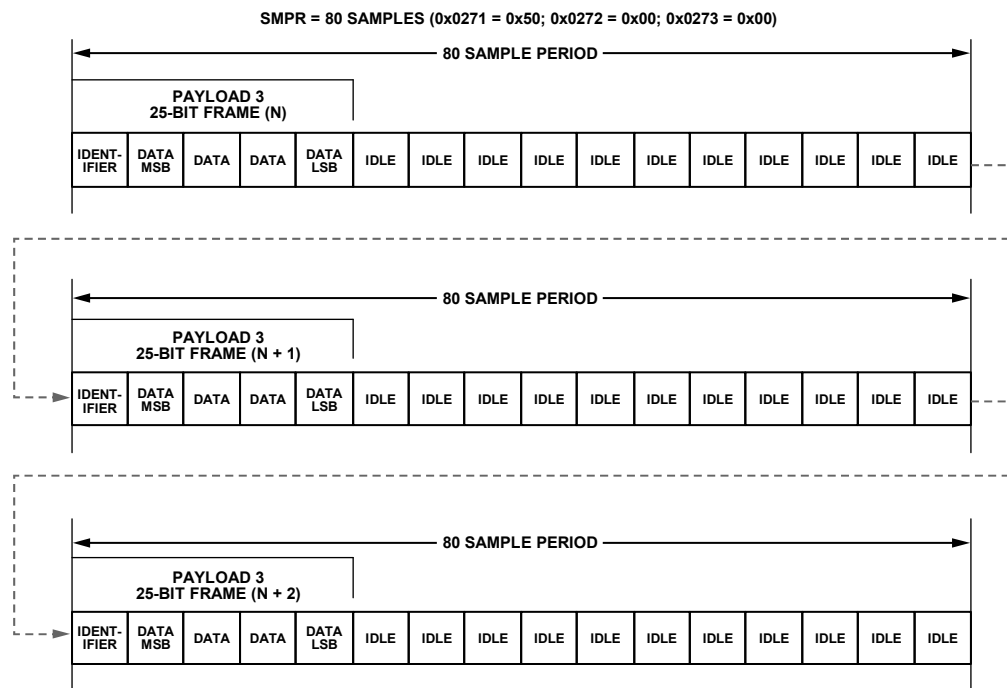 SMPR = 80 SAMPLES (0x0271 = 0x50; 0x0272 = 0x00; 0x0273 = 0x00)
80 SAMPLE PERIOD
PAYLOAD 3
25-BIT FRAME (N)
IDENT-
IFIER
DATA
MSB
DATA
DATA
DATA
LSB
IDLE
IDLE
IDLE
IDLE
IDLE
IDLE
IDLE
IDLE
IDLE
IDLE
IDLE
80 SAMPLE PERIOD
PAYLOAD 3
25-BIT FRAME (N + 1)
IDENT-
IFIER
DATA
MSB
DATA
DATA
DATA
LSB
IDLE
IDLE
IDLE
IDLE
IDLE
IDLE
IDLE
IDLE
IDLE
IDLE
IDLE
80 SAMPLE PERIOD
PAYLOAD 3
25-BIT FRAME (N + 2)
IDENT-
IFIER
DATA
MSB
DATA
DATA
DATA
LSB
IDLE
IDLE
IDLE
IDLE
IDLE
IDLE
IDLE
IDLE
IDLE
IDLE
IDLE